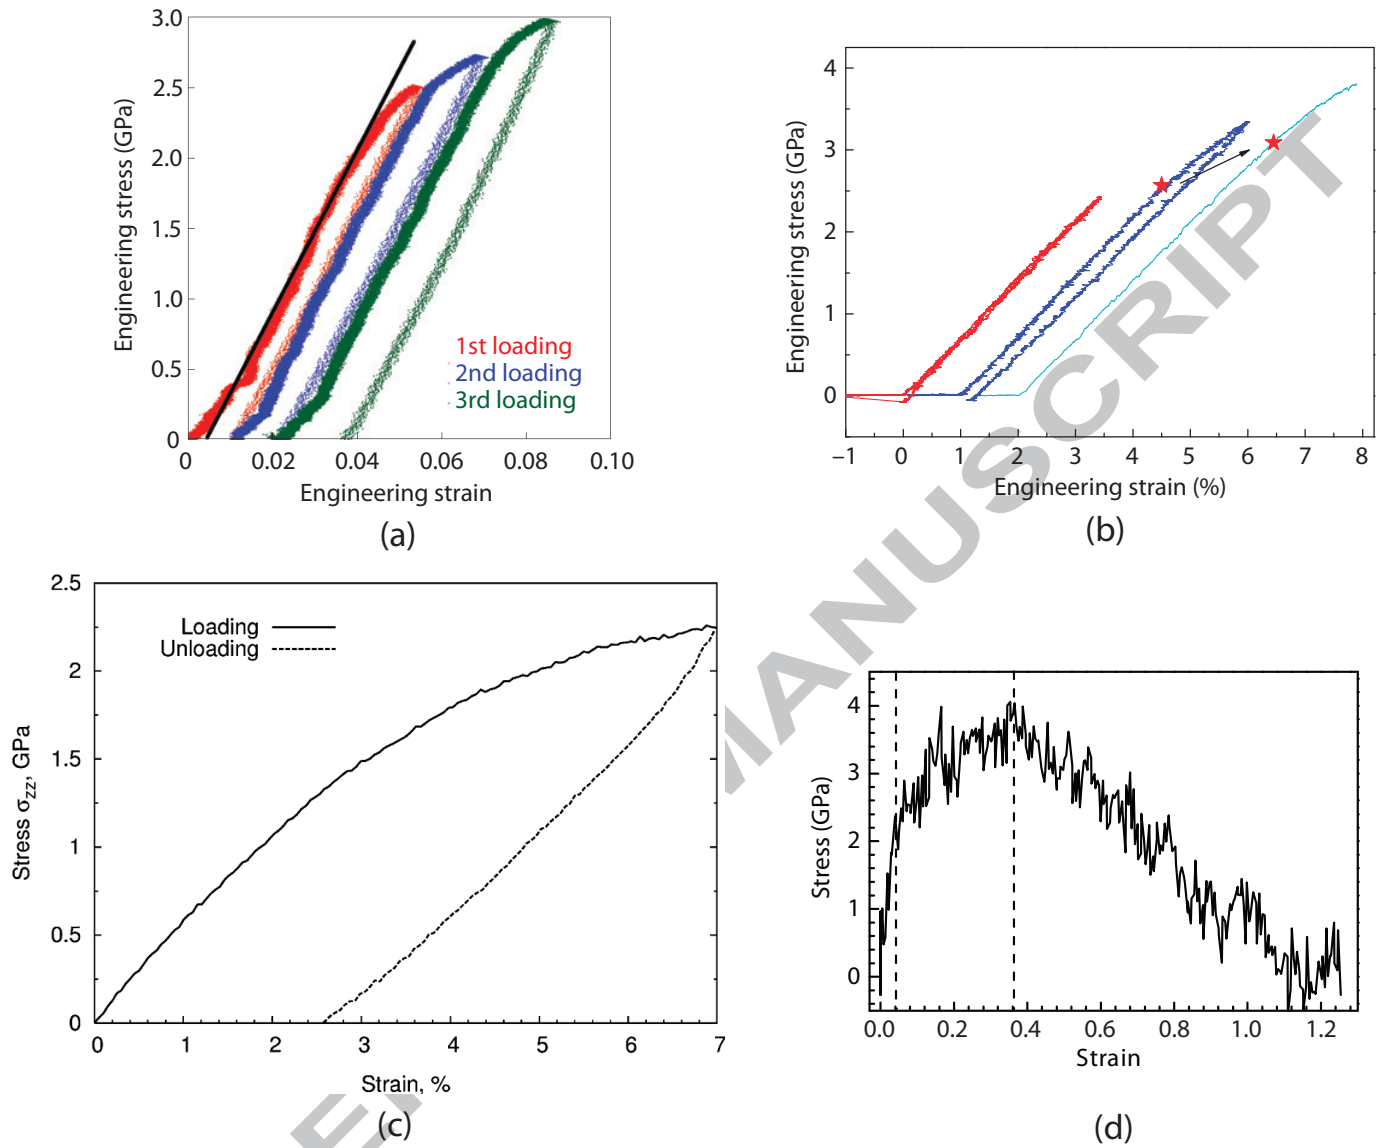 3.0
2.5
2.0
1.5
1.0
0.5
0
Engineering stress (GPa)
1st loading
2nd loading
3rd loading
0 0.02 0.04 0.06 0.08 0.10
Engineering strain
(a)
4
3
2
1
0
Engineering stress (GPa)
–1 0 1 2 3 4 5 6 7 8
Engineering strain (%)
(b)
2.5
2
1.5
1
0.5
0
Stress σzz, GPa
Loading
Unloading
0 1 2 3 4 5 6 7
Strain, %
(c)
4
3
2
1
0
Stress (GPa)
0.0 0.2 0.4 0.6 0.8 1.0 1.2
Strain
(d)
MANUSCRIPT